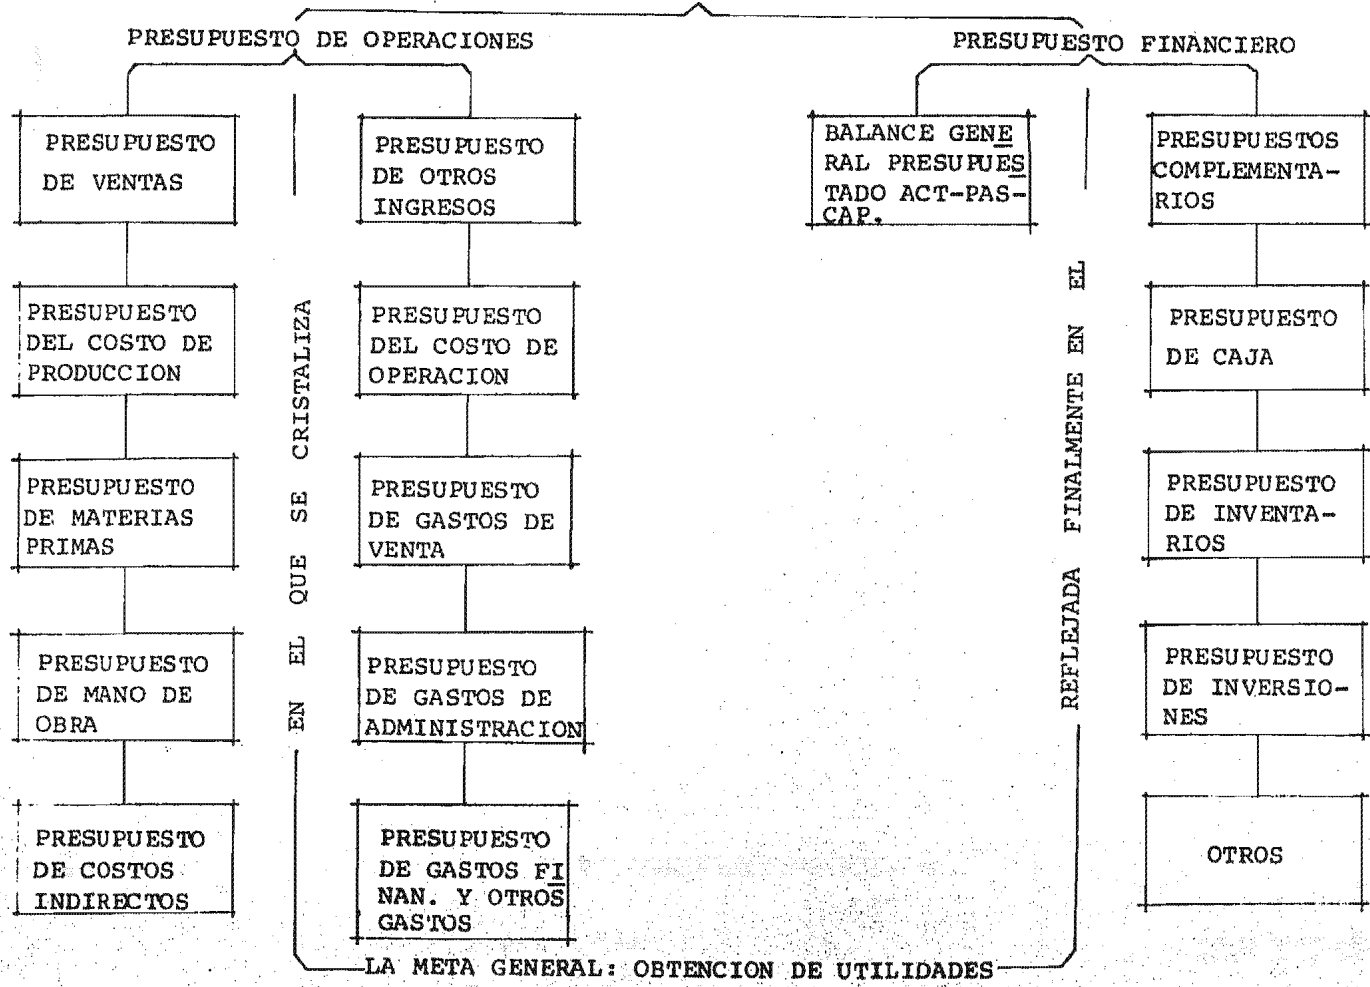 PRESUPUESTO DE OPERACIONES
PRESUPUESTO FINANCIERO
PRESUPUESTO
DE VENTAS
PRESUPUESTO
DEL COSTO DE
PRODUCCION
PRESUPUESTO
DE MATERIAS
PRIMAS
PRESUPUESTO
DE MANO DE
OBRA
PRESUPUESTO
DE COSTOS
INDIRECTOS
EN EL QUE SE CRISTALIZA
PRESUPUESTO
DE OTROS
INGRESOS
PRESUPUESTO
DEL COSTO DE
OPERACION
PRESUPUESTO
DE GASTOS DE
VENTA
PRESUPUESTO
DE GASTOS DE
ADMINISTRACION
PRESUPUESTO
DE GASTOS FI
NAN. Y OTROS
GASTOS
BALANCE GENE
RAL PRESUPUES
TADO ACT-PAS-
CAP.
REFLEJADA FINALMENTE EN EL
PRESUPUESTOS
COMPLEMENTA-
RIOS
PRESUPUESTO
DE CAJA
PRESUPUESTO
DE INVENTA-
RIOS
PRESUPUESTO
DE INVERSIO-
NES
OTROS
LA META GENERAL: OBTENCION DE UTILIDADES